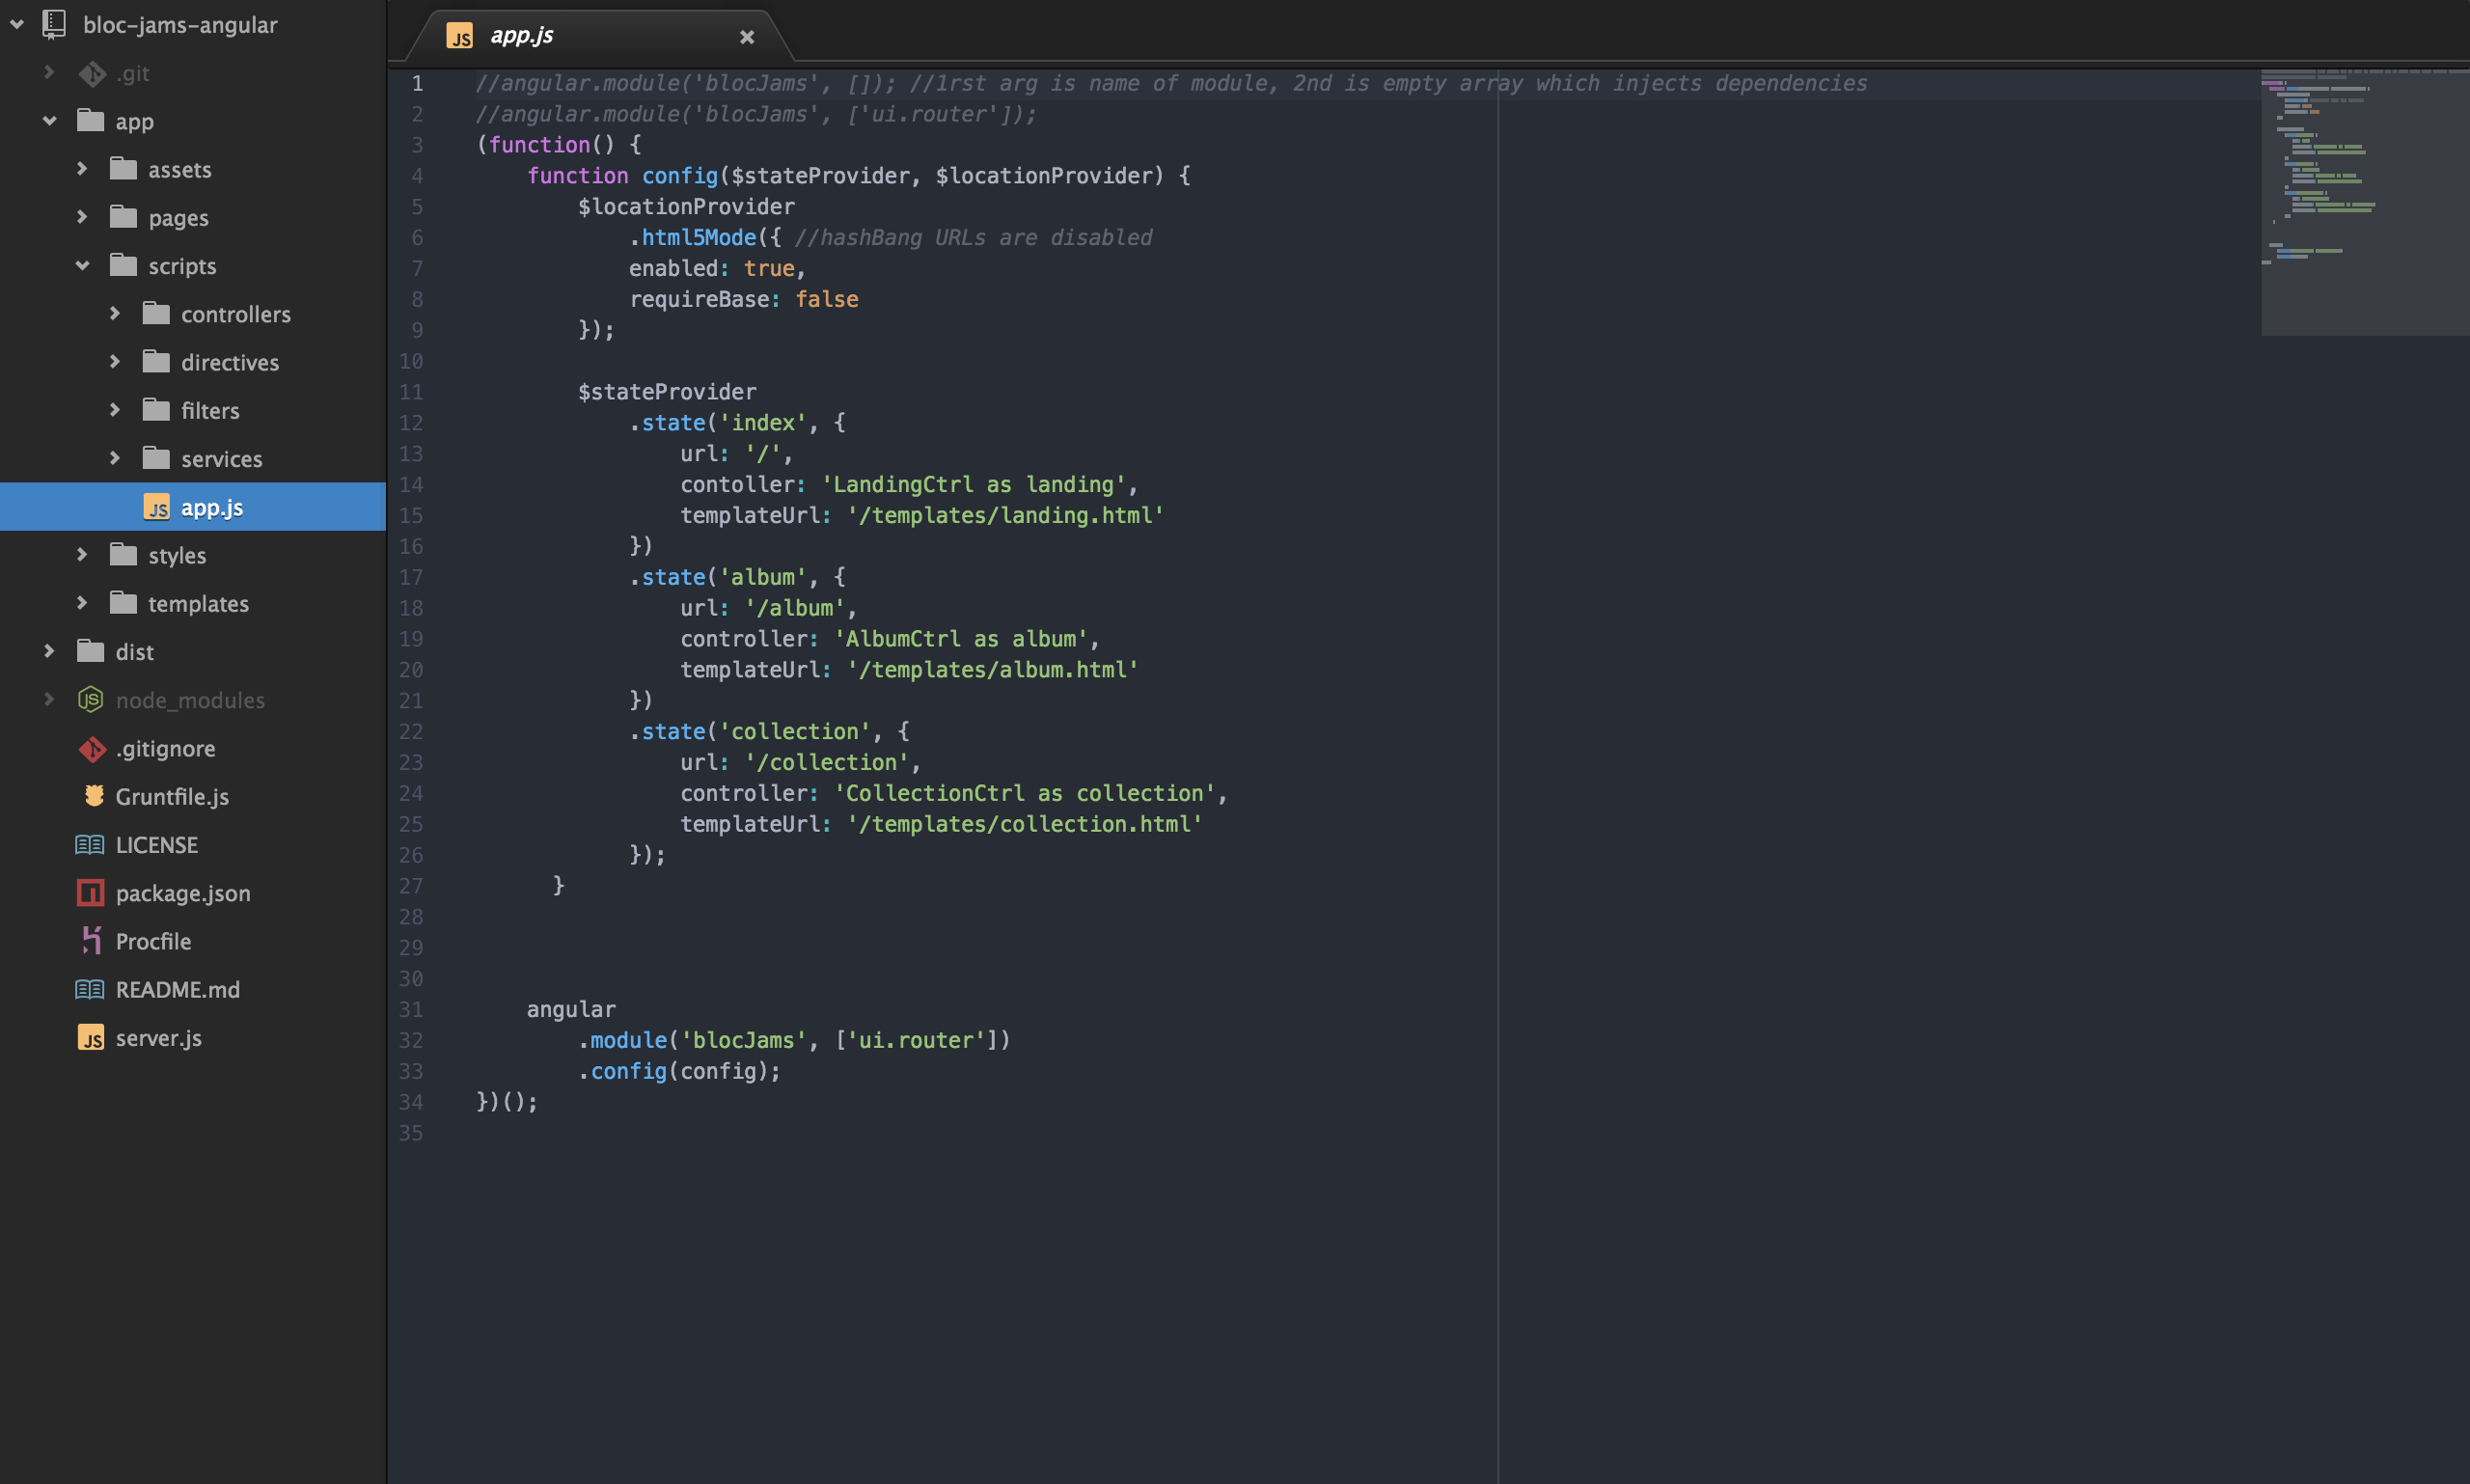 bloc-jams-angular
.git
app
assets
pages
scripts
controllers
directives
filters
services
JS app.js
styles
templates
dist
JS node_modules
.gitignore
Gruntfile.js
LICENSE
package.json
Procfile
README.md
JS server.js
JS app.js ×
1 //angular.module('blocJams', []); //1rst arg is name of module, 2nd is empty array which injects dependencies
2 //angular.module('blocJams', ['ui.router']);
3 (function() {
4     function config($stateProvider, $locationProvider) {
5         $locationProvider
6             .html5Mode({ //hashBang URLs are disabled
7             enabled: true,
8             requireBase: false
9         });
10
11         $stateProvider
12             .state('index', {
13                 url: '/',
14                 contoller: 'LandingCtrl as landing',
15                 templateUrl: '/templates/landing.html'
16             })
17             .state('album', {
18                 url: '/album',
19                 controller: 'AlbumCtrl as album',
20                 templateUrl: '/templates/album.html'
21             })
22             .state('collection', {
23                 url: '/collection',
24                 controller: 'CollectionCtrl as collection',
25                 templateUrl: '/templates/collection.html'
26             });
27       }
28
29
30
31     angular
32         .module('blocJams', ['ui.router'])
33         .config(config);
34 })();
35